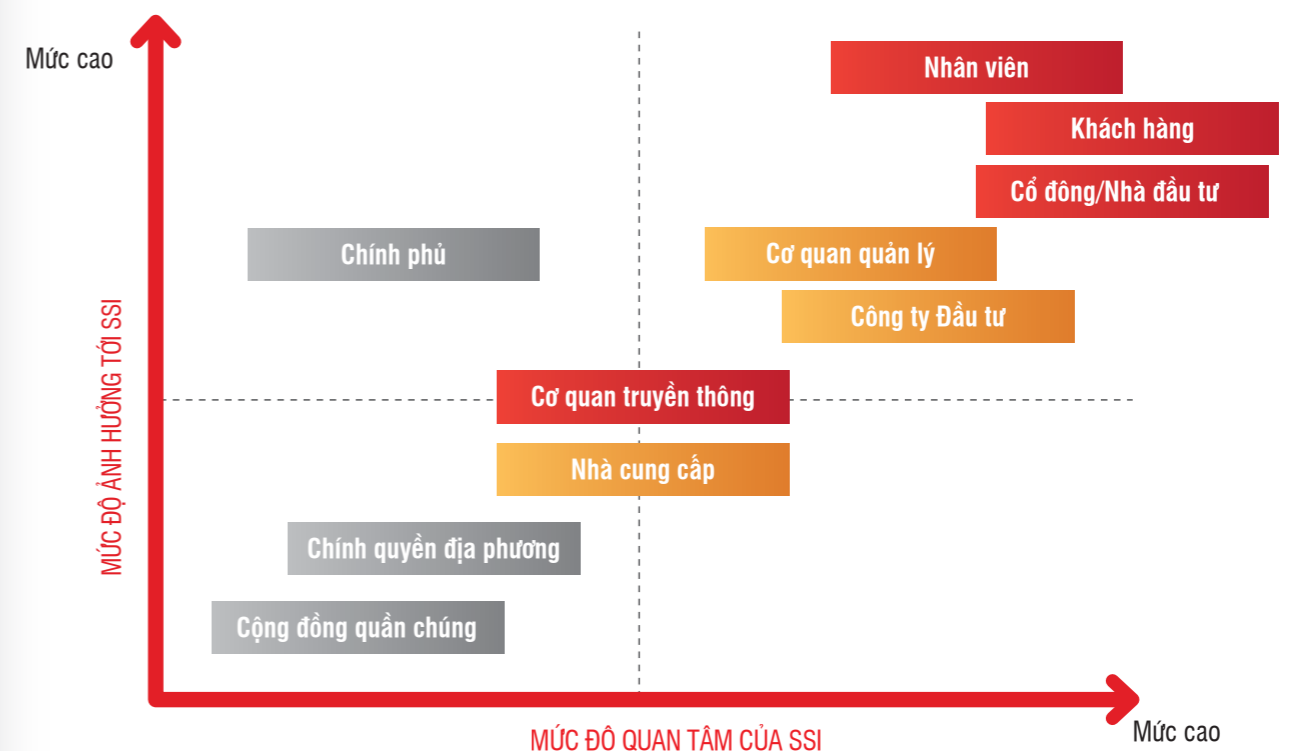 Mức cao
Nhân viên
Khách hàng
Cổ đông/Nhà đầu tư
Chính phủ
Cơ quan quản lý
Công ty Đầu tư
MỨC ĐỘ ẢNH HƯỞNG TỚI SSI
Cơ quan truyền thông
Nhà cung cấp
Chính quyền địa phương
Cộng đồng quần chúng
MỨC ĐÔ QUAN TÂM CỦA SSI
Mức cao